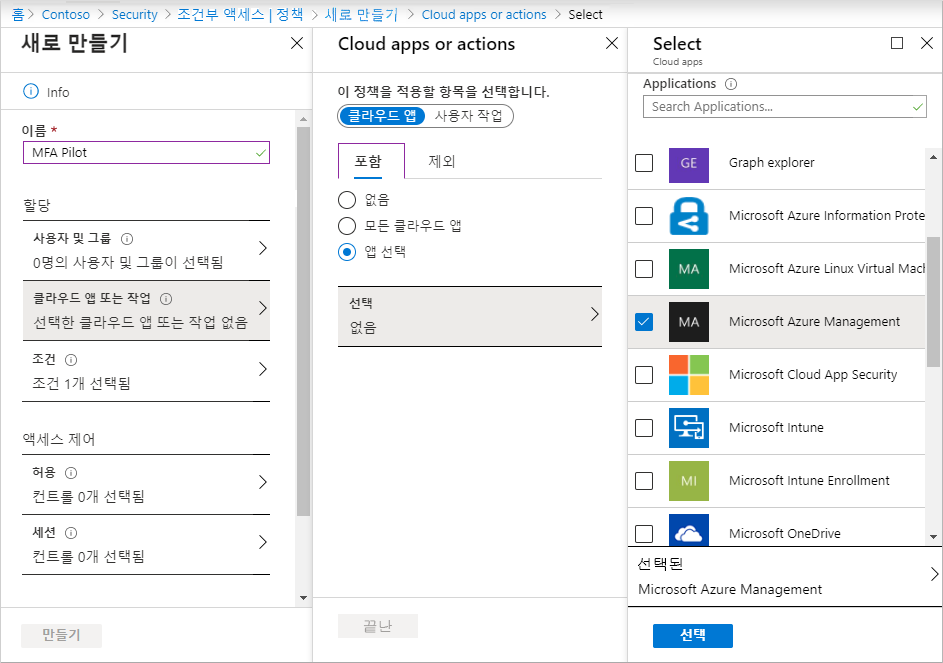 홈 > Contoso > Security > 조건부 액세스 | 정책 > 새로 만들기 > Cloud apps or actions > Select
새로 만들기
Info
이름 *
MFA Pilot
할당
사용자 및 그룹
0명의 사용자 및 그룹이 선택됨
클라우드 앱 또는 작업
선택한 클라우드 앱 또는 작업 없음
조건
조건 1개 선택됨
액세스 제어
허용
컨트롤 0개 선택됨
세션
컨트롤 0개 선택됨
만들기
Cloud apps or actions
이 정책을 적용할 항목을 선택합니다.
클라우드 앱 사용자 작업
포함 제외
없음
모든 클라우드 앱
앱 선택
선택
없음
끝난
Select
Cloud apps
Applications
Search Applications...
GE Graph explorer
Microsoft Azure Information Prote
MA Microsoft Azure Linux Virtual Mach
MA Microsoft Azure Management
Microsoft Cloud App Security
Microsoft Intune
MI Microsoft Intune Enrollment
Microsoft OneDrive
선택된
Microsoft Azure Management
선택